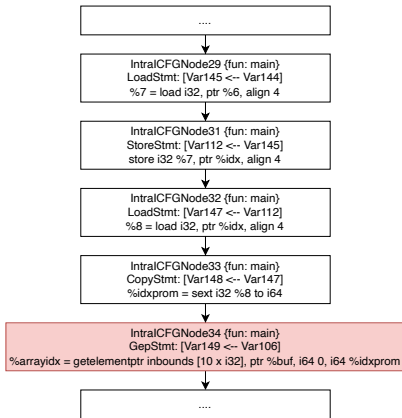 ....
IntraICFGNode29 {fun: main}
LoadStmt: [Var145 <-- Var144]
%7 = load i32, ptr %6, align 4
IntraICFGNode31 {fun: main}
StoreStmt: [Var112 <-- Var145]
store i32 %7, ptr %idx, align 4
IntraICFGNode32 {fun: main}
LoadStmt: [Var147 <-- Var112]
%8 = load i32, ptr %idx, align 4
IntraICFGNode33 {fun: main}
CopyStmt: [Var148 <-- Var147]
%idxprom = sext i32 %8 to i64
IntraICFGNode34 {fun: main}
GepStmt: [Var149 <-- Var106]
%arrayidx = getelementptr inbounds [10 x i32], ptr %buf, i64 0, i64 %idxprom
....